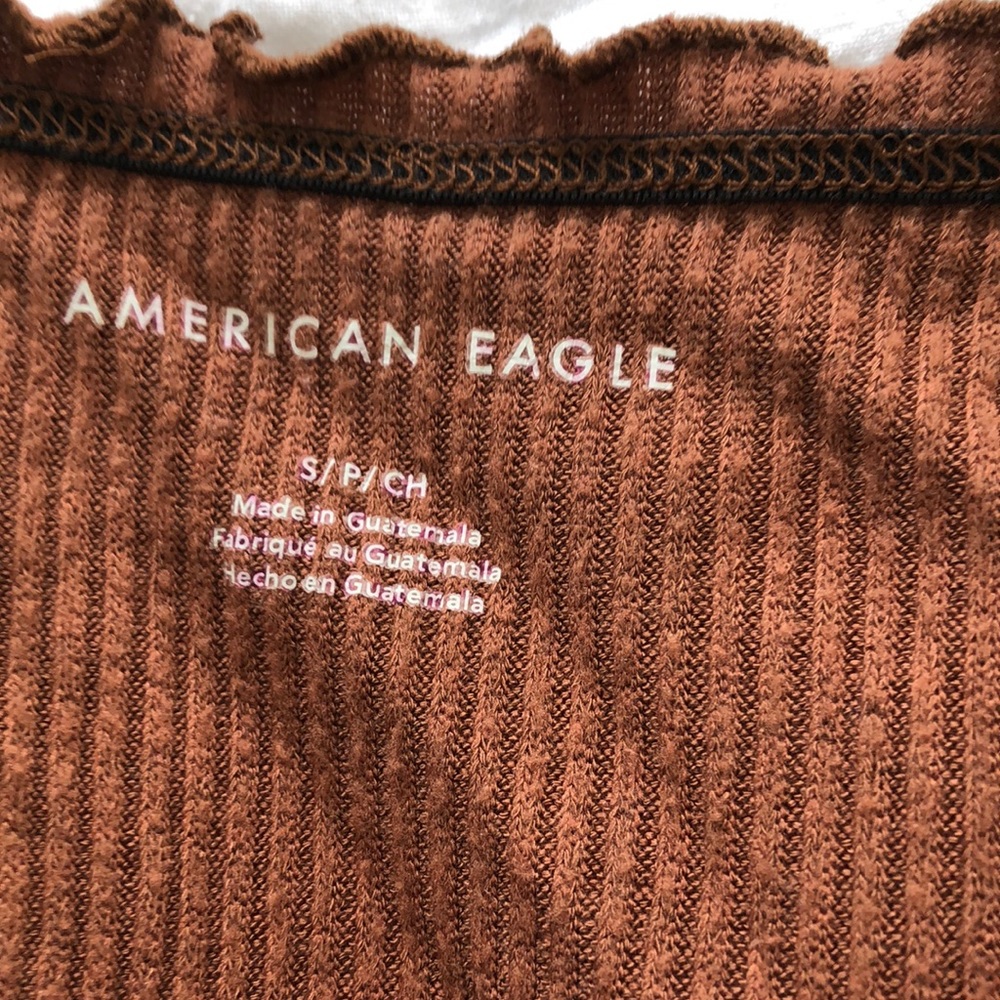 AMERICAN EAGLE
S/P/CH
Made in Guatemala
Fabriqué au Guatemala
Hecho en Guatemala